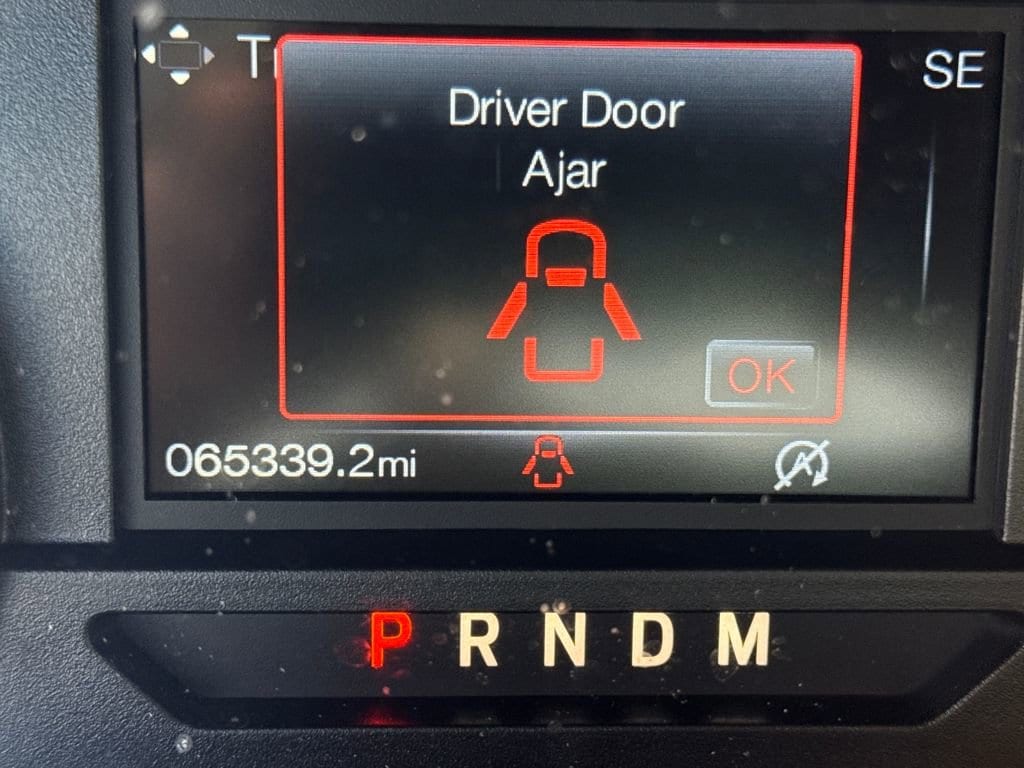 SE
Driver Door
Ajar
OK
065339.2mi
A
P R N D M